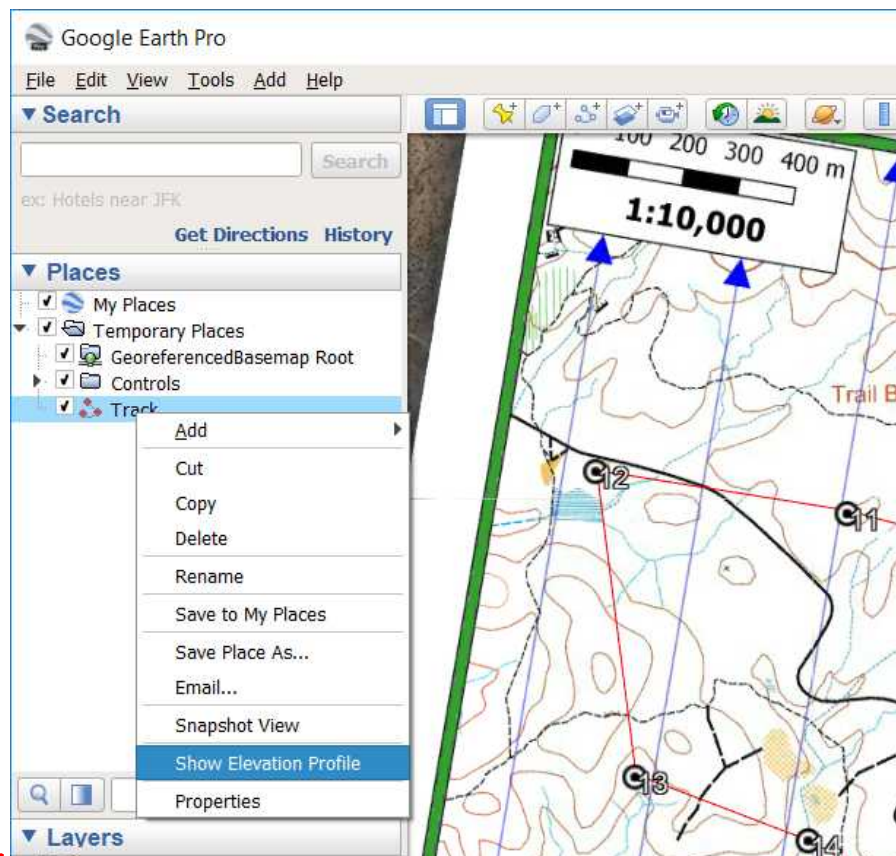 Google Earth Pro
File Edit View Tools Add Help
Search
Search
ex: Hotels near JFK
Get Directions History
Places
My Places
Temporary Places
GeoreferencedBasemap Root
Controls
Track
Add
Cut
Copy
Delete
Rename
Save to My Places
Save Place As...
Email...
Snapshot View
Show Elevation Profile
Properties
Layers
100 200 300 400 m
1:10,000
Trail B
12
11
13
14